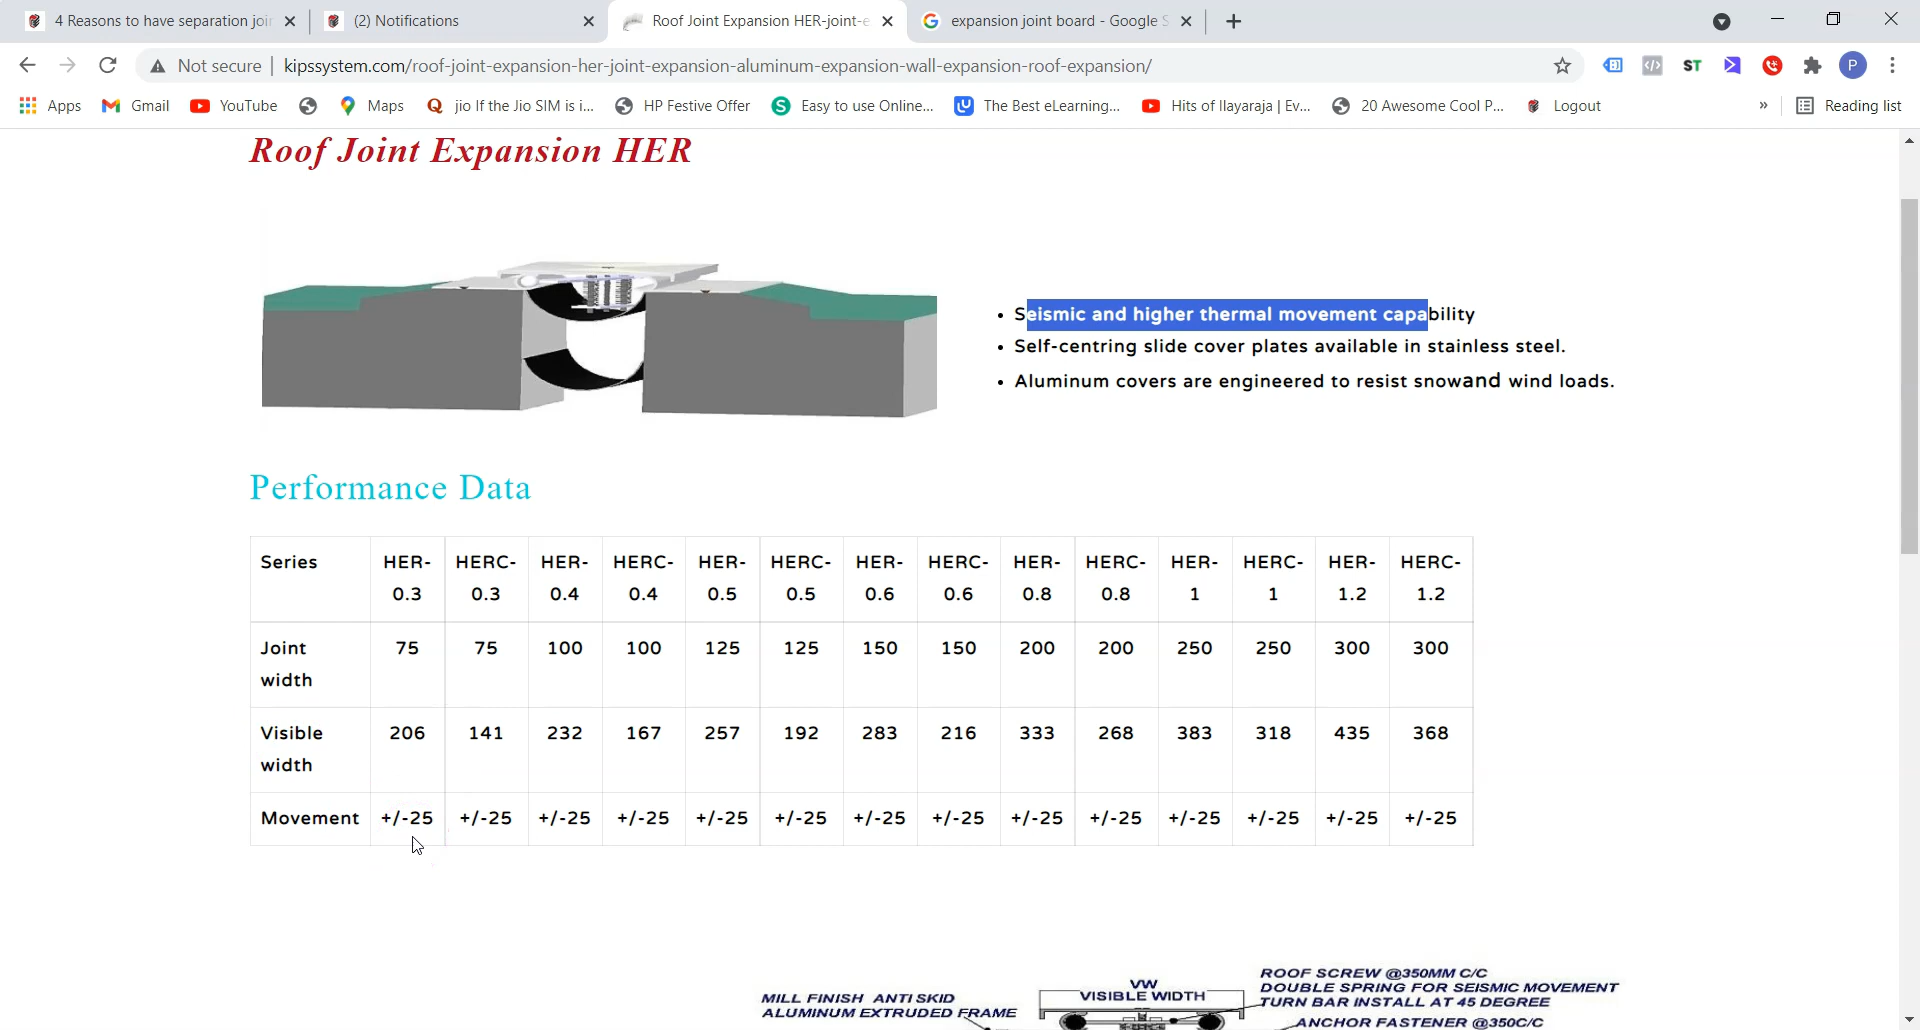 4 Reasons to have separation joi
(2) Notifications
Roof Joint Expansion HER-joint-e
expansion joint board - Google S
Not secure
kipssystem.com/roof-joint-expansion-her-joint-expansion-aluminum-expansion-wall-expansion-roof-expansion/
ST
P
Apps
Gmail
YouTube
Maps
jio If the Jio SIM is i...
HP Festive Offer
Easy to use Online...
The Best eLearning...
Hits of Ilayaraja | Ev...
20 Awesome Cool P...
Logout
»
Reading list
Roof Joint Expansion HER
• Seismic and higher thermal movement capability
• Self-centring slide cover plates available in stainless steel.
• Aluminum covers are engineered to resist snowand wind loads.
Performance Data
Series HER-0.3 HERC-0.3 HER-0.4 HERC-0.4 HER-0.5 HERC-0.5 HER-0.6 HERC-0.6 HER-0.8 HERC-0.8 HER-1 HERC-1 HER-1.2 HERC-1.2
Joint width 75 75 100 100 125 125 150 150 200 200 250 250 300 300
Visible width 206 141 232 167 257 192 283 216 333 268 383 318 435 368
Movement +/-25 +/-25 +/-25 +/-25 +/-25 +/-25 +/-25 +/-25 +/-25 +/-25 +/-25 +/-25 +/-25 +/-25
MILL FINISH ANTI SKID
ALUMINUM EXTRUDED FRAME
VW
VISIBLE WIDTH
ROOF SCREW @350MM C/C
DOUBLE SPRING FOR SEISMIC MOVEMENT
TURN BAR INSTALL AT 45 DEGREE
ANCHOR FASTENER @350C/C